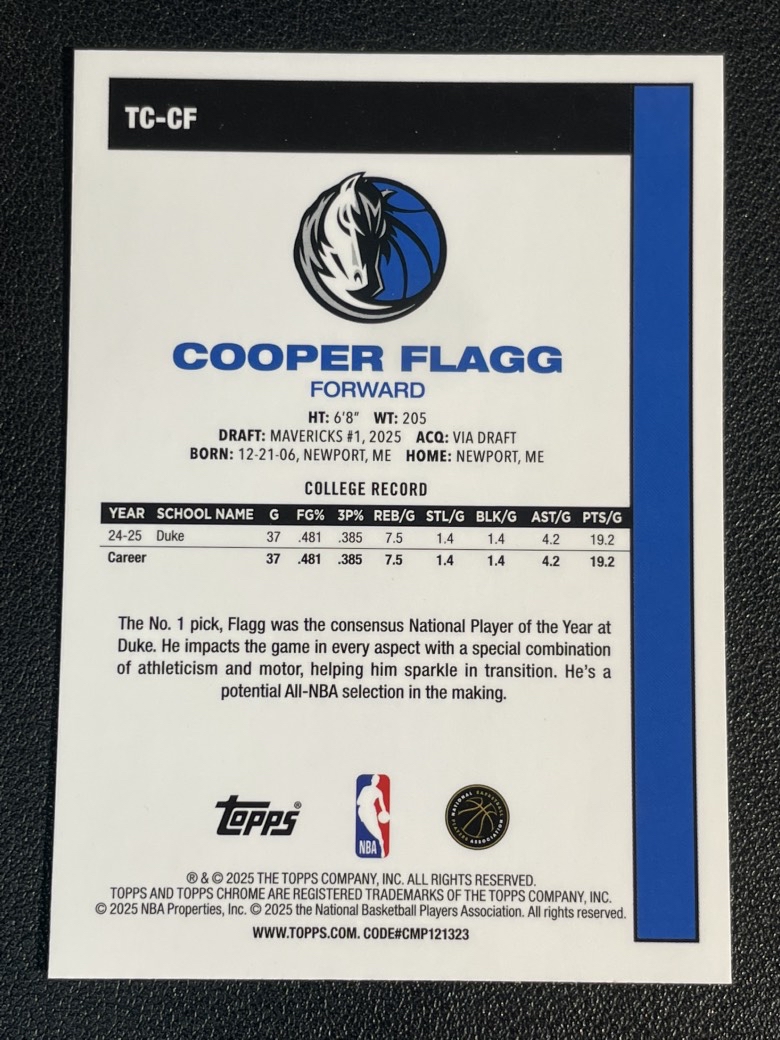 TC-CF
COOPER FLAGG
FORWARD
HT: 6'8" WT: 205
DRAFT: MAVERICKS #1, 2025 ACQ: VIA DRAFT
BORN: 12-21-06, NEWPORT, ME HOME: NEWPORT, ME
COLLEGE RECORD
YEAR SCHOOL NAME G FG% 3P% REB/G STL/G BLK/G AST/G PTS/G
24-25 Duke 37 .481 .385 7.5 1.4 1.4 4.2 19.2
Career 37 .481 .385 7.5 1.4 1.4 4.2 19.2
The No. 1 pick, Flagg was the consensus National Player of the Year at
Duke. He impacts the game in every aspect with a special combination
of athleticism and motor, helping him sparkle in transition. He's a
potential All-NBA selection in the making.
Topps®
NBA
NATIONAL BASKETBALL
PLAYERS ASSOCIATION
® & © 2025 THE TOPPS COMPANY, INC. ALL RIGHTS RESERVED.
TOPPS AND TOPPS CHROME ARE REGISTERED TRADEMARKS OF THE TOPPS COMPANY, INC.
© 2025 NBA Properties, Inc. © 2025 the National Basketball Players Association. All rights reserved.
WWW.TOPPS.COM. CODE#CMP121323